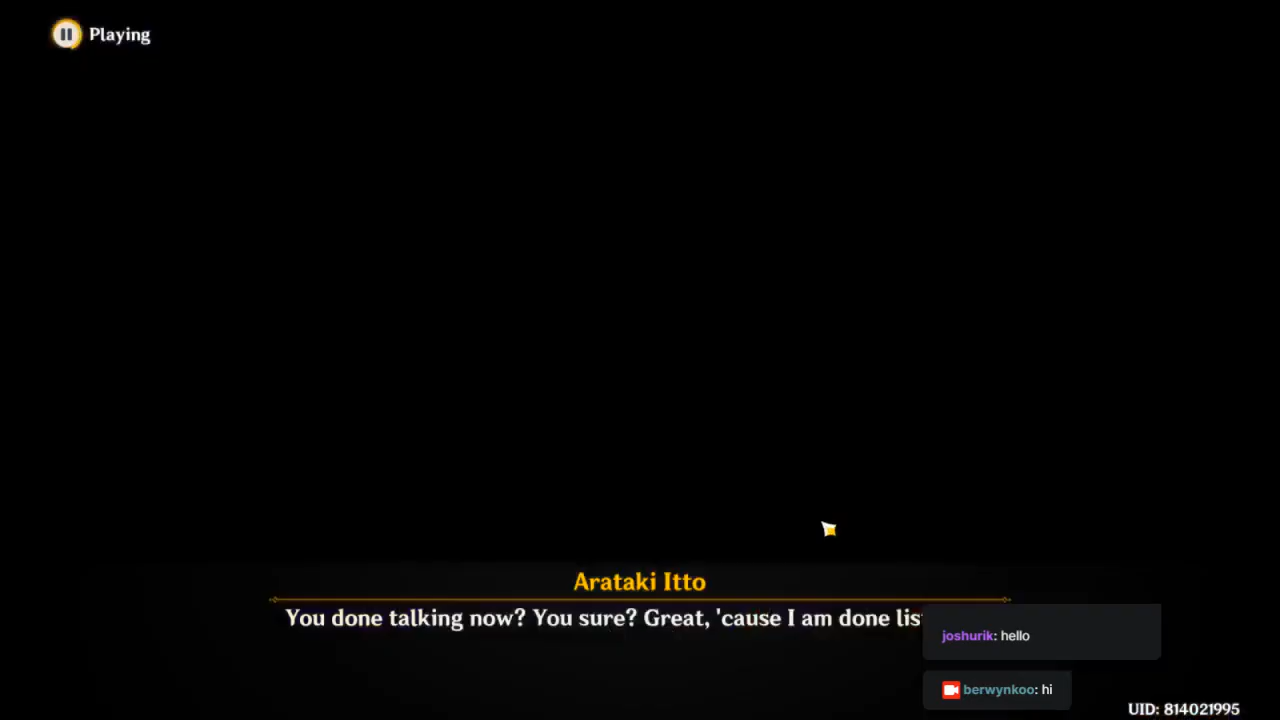 Playing
Arataki Itto
You done talking now? You sure? Great, 'cause I am done
joshurik: hello
berwynkoo: hi
UID: 814021995